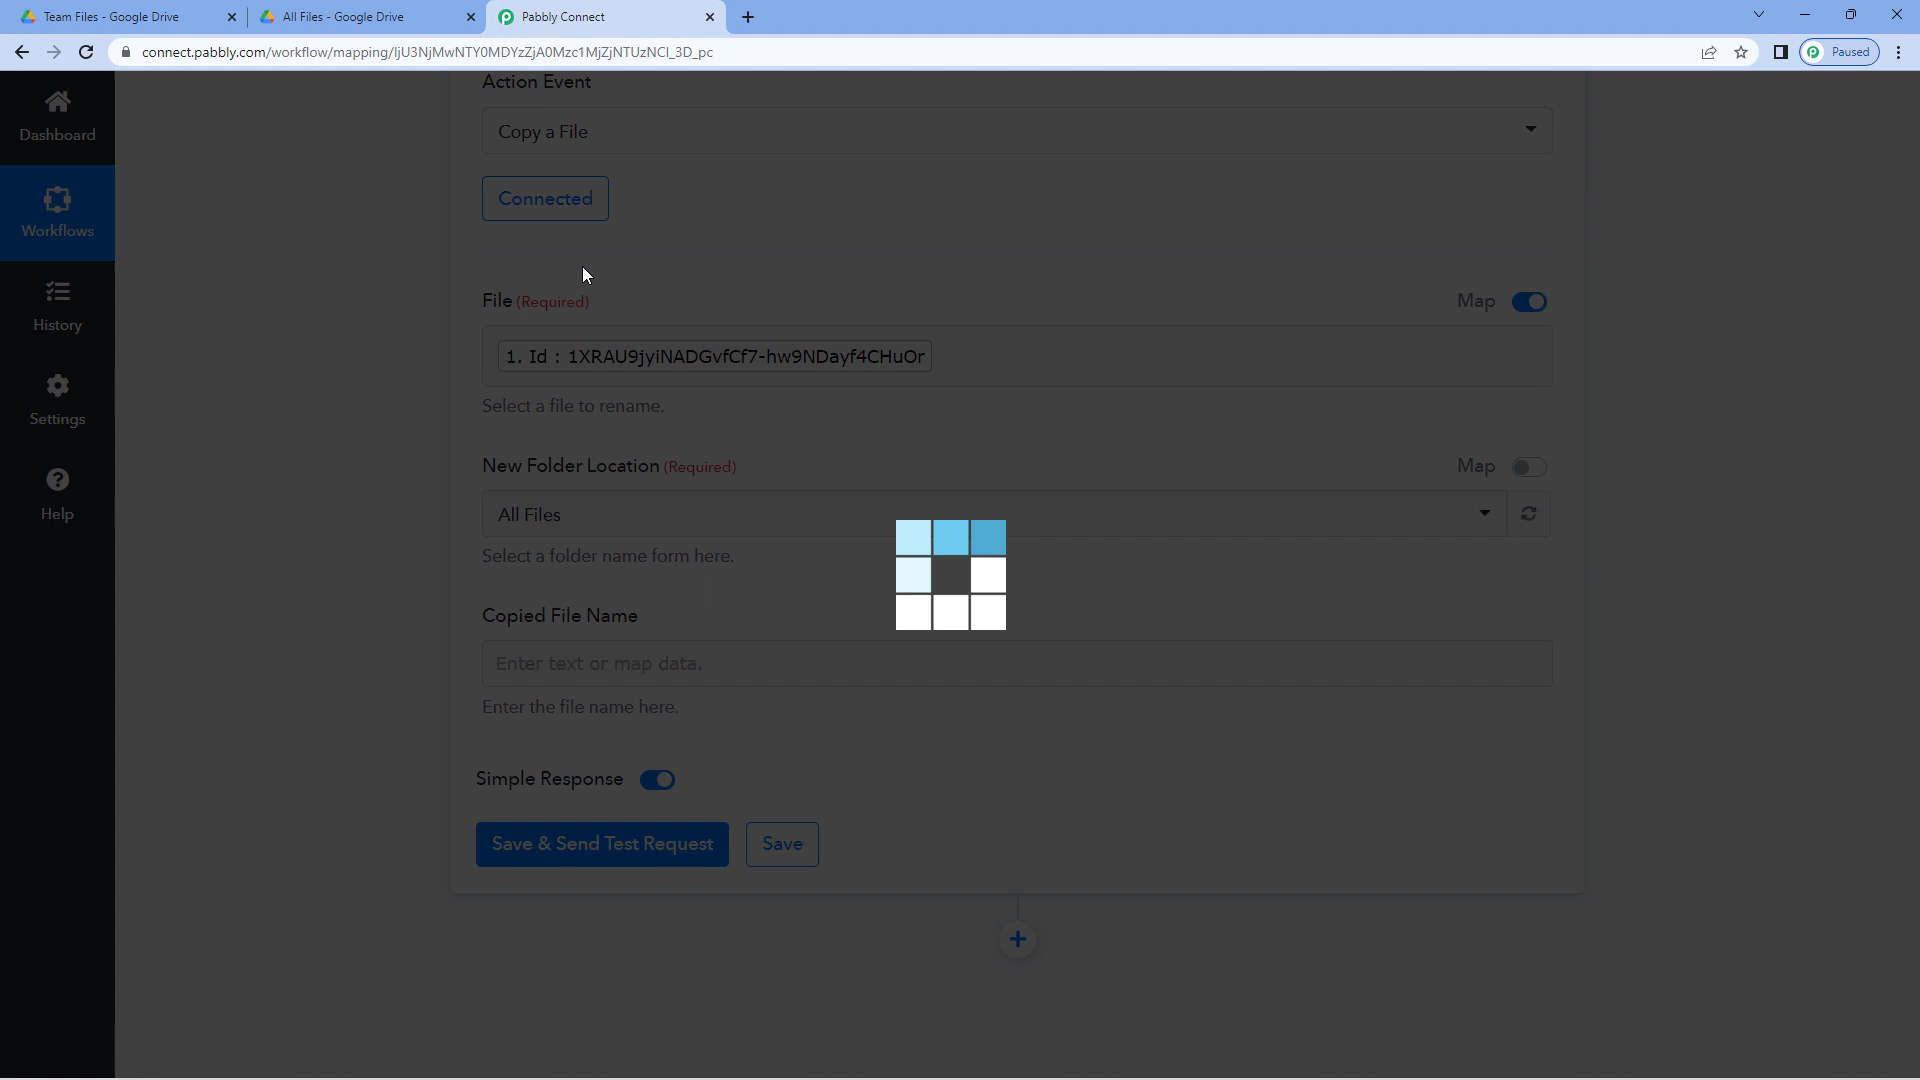 Team Files - Google Drive
All Files - Google Drive
Pabbly Connect
connect.pabbly.com/workflow/mapping/IjU3NjMwNTY0MDYzZjA0Mzc1MjZjNTUzNCI_3D_pc
Paused
Dashboard
Workflows
History
Settings
Help
Action Event
Copy a File
Connected
File (Required)
Map
1. Id : 1XRAU9jyiNADGvfCf7-hw9NDayf4CHuOr
Select a file to rename.
New Folder Location (Required)
Map
All Files
Select a folder name form here.
Copied File Name
Enter text or map data.
Enter the file name here.
Simple Response
Save & Send Test Request
Save